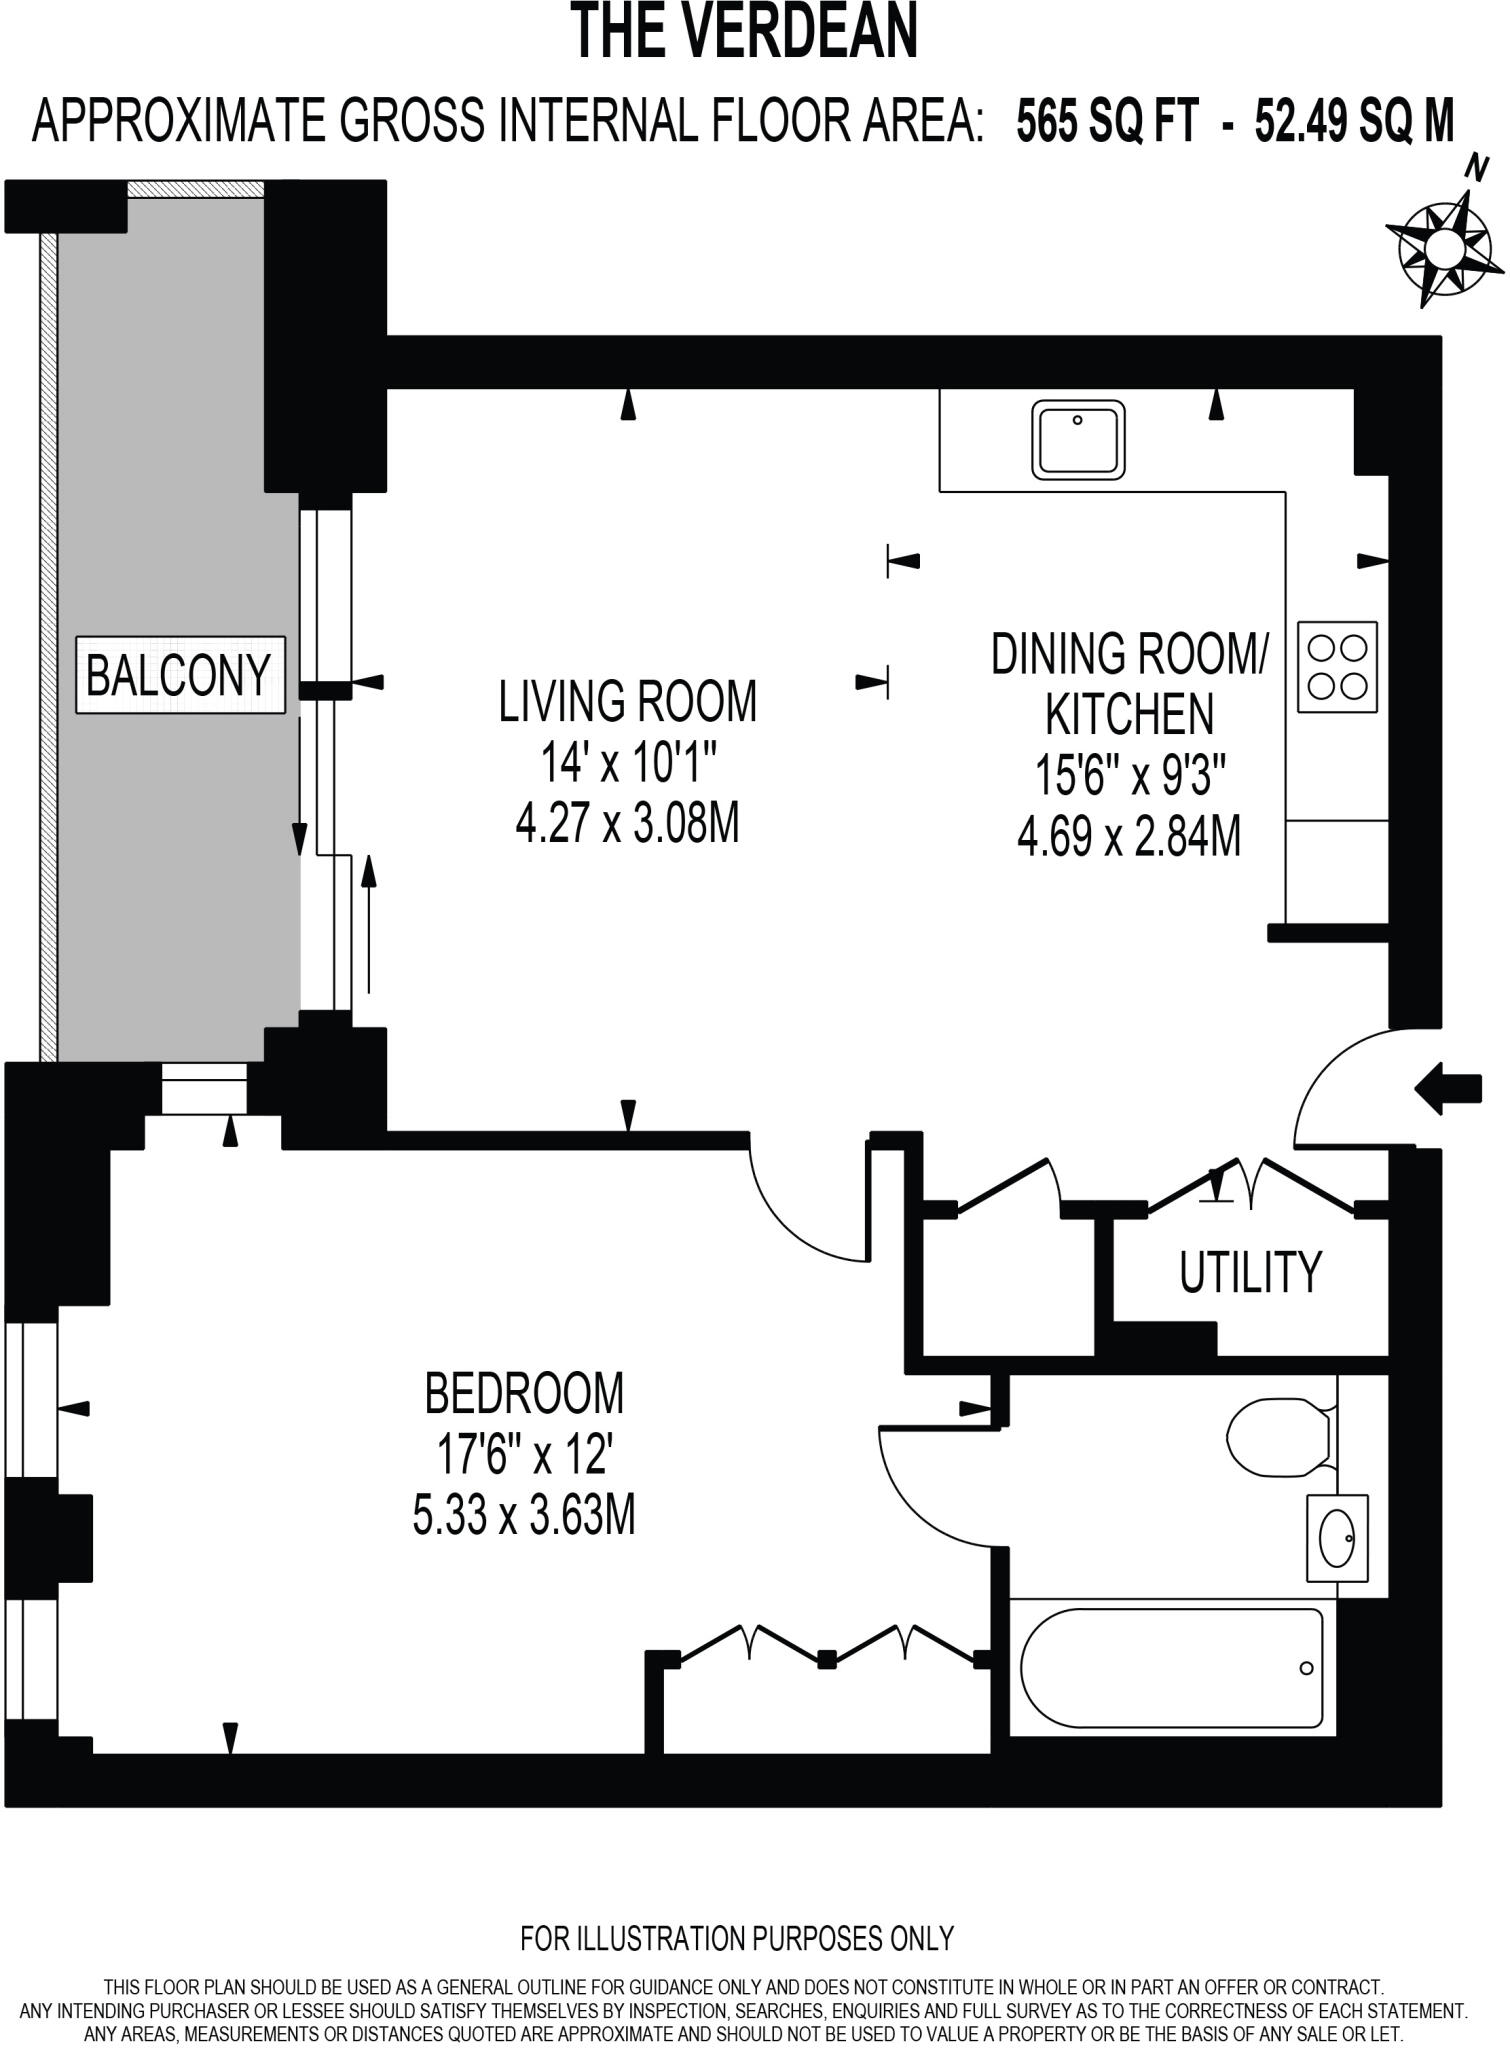 THE VERDEAN
APPROXIMATE GROSS INTERNAL FLOOR AREA: 565 SQ FT - 52.49 SQ M
N
BALCONY
LIVING ROOM
14' x 10'1"
4.27 x 3.08M
DINING ROOM/
KITCHEN
15'6" x 9'3"
4.69 x 2.84M
UTILITY
BEDROOM
17'6" x 12'
5.33 x 3.63M
FOR ILLUSTRATION PURPOSES ONLY
THIS FLOOR PLAN SHOULD BE USED AS A GENERAL OUTLINE FOR GUIDANCE ONLY AND DOES NOT CONSTITUTE IN WHOLE OR IN PART AN OFFER OR CONTRACT.
ANY INTENDING PURCHASER OR LESSEE SHOULD SATISFY THEMSELVES BY INSPECTION, SEARCHES, ENQUIRIES AND FULL SURVEY AS TO THE CORRECTNESS OF EACH STATEMENT.
ANY AREAS, MEASUREMENTS OR DISTANCES QUOTED ARE APPROXIMATE AND SHOULD NOT BE USED TO VALUE A PROPERTY OR BE THE BASIS OF ANY SALE OR LET.